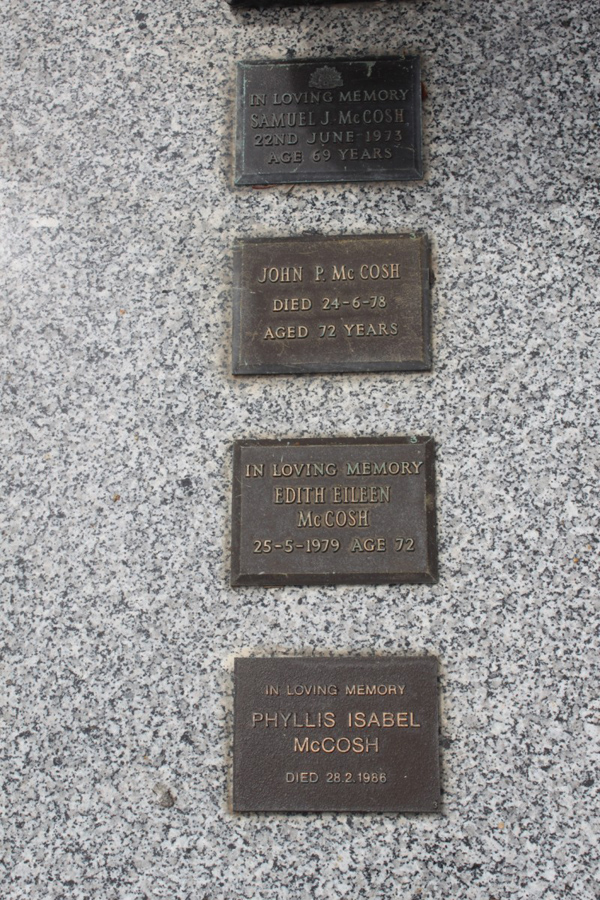 IN LOVING MEMORY
SAMUEL J. McCOSH
22ND JUNE 1973
AGE 69 YEARS
JOHN P. McCOSH
DIED 24-6-78
AGED 72 YEARS
IN LOVING MEMORY
EDITH EILEEN
McCOSH
25-5-1979 AGE 72
IN LOVING MEMORY
PHYLLIS ISABEL
McCOSH
DIED 28.2.1986